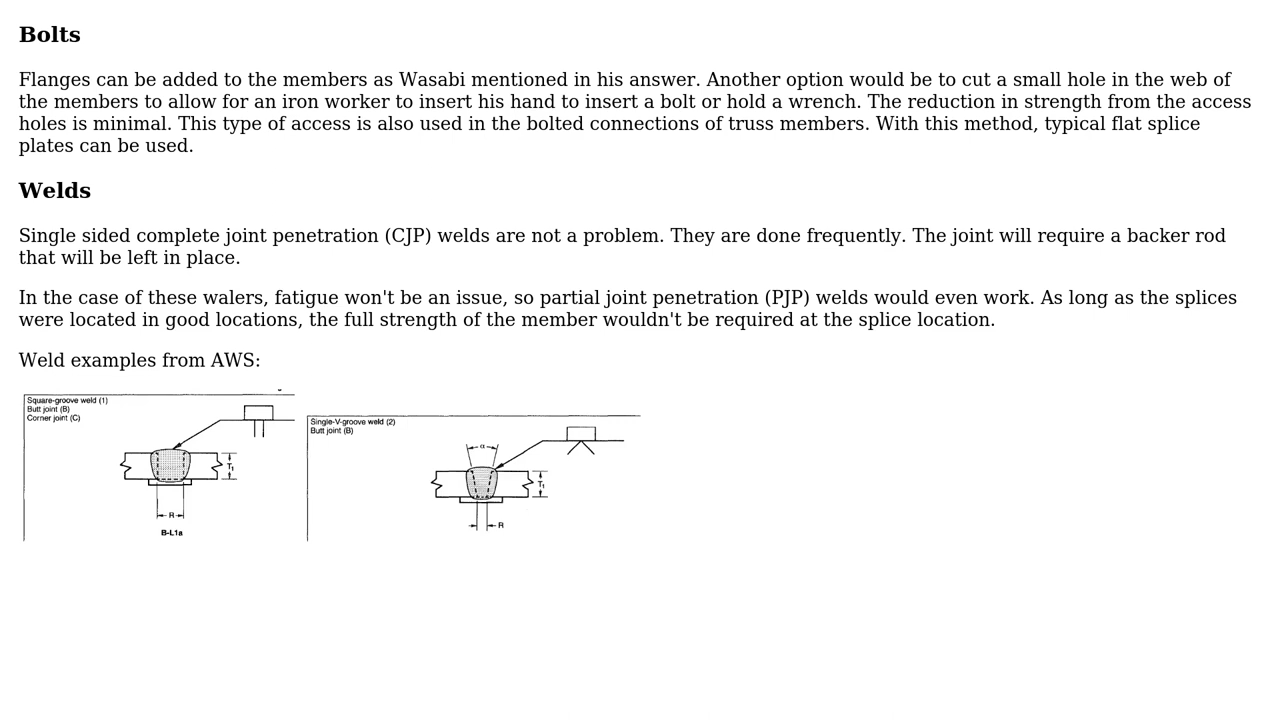 Bolts
Flanges can be added to the members as Wasabi mentioned in his answer. Another option would be to cut a small hole in the web of
the members to allow for an iron worker to insert his hand to insert a bolt or hold a wrench. The reduction in strength from the access
holes is minimal. This type of access is also used in the bolted connections of truss members. With this method, typical flat splice
plates can be used.
Welds
Single sided complete joint penetration (CJP) welds are not a problem. They are done frequently. The joint will require a backer rod
that will be left in place.
In the case of these walers, fatigue won't be an issue, so partial joint penetration (PJP) welds would even work. As long as the splices
were located in good locations, the full strength of the member wouldn't be required at the splice location.
Weld examples from AWS:
Square-groove weld (1)
Butt joint (B)
Corner joint (C)
T₁
R
B-L1a
Single-V-groove weld (2)
Butt joint (B)
α
T₁
R